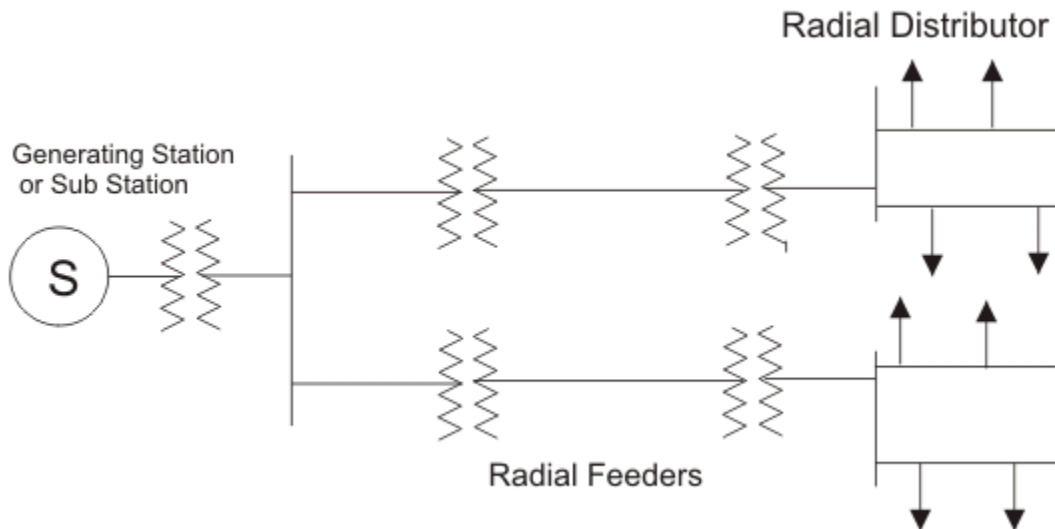 Radial Distributor
Generating Station
or Sub Station
S
Radial Feeders